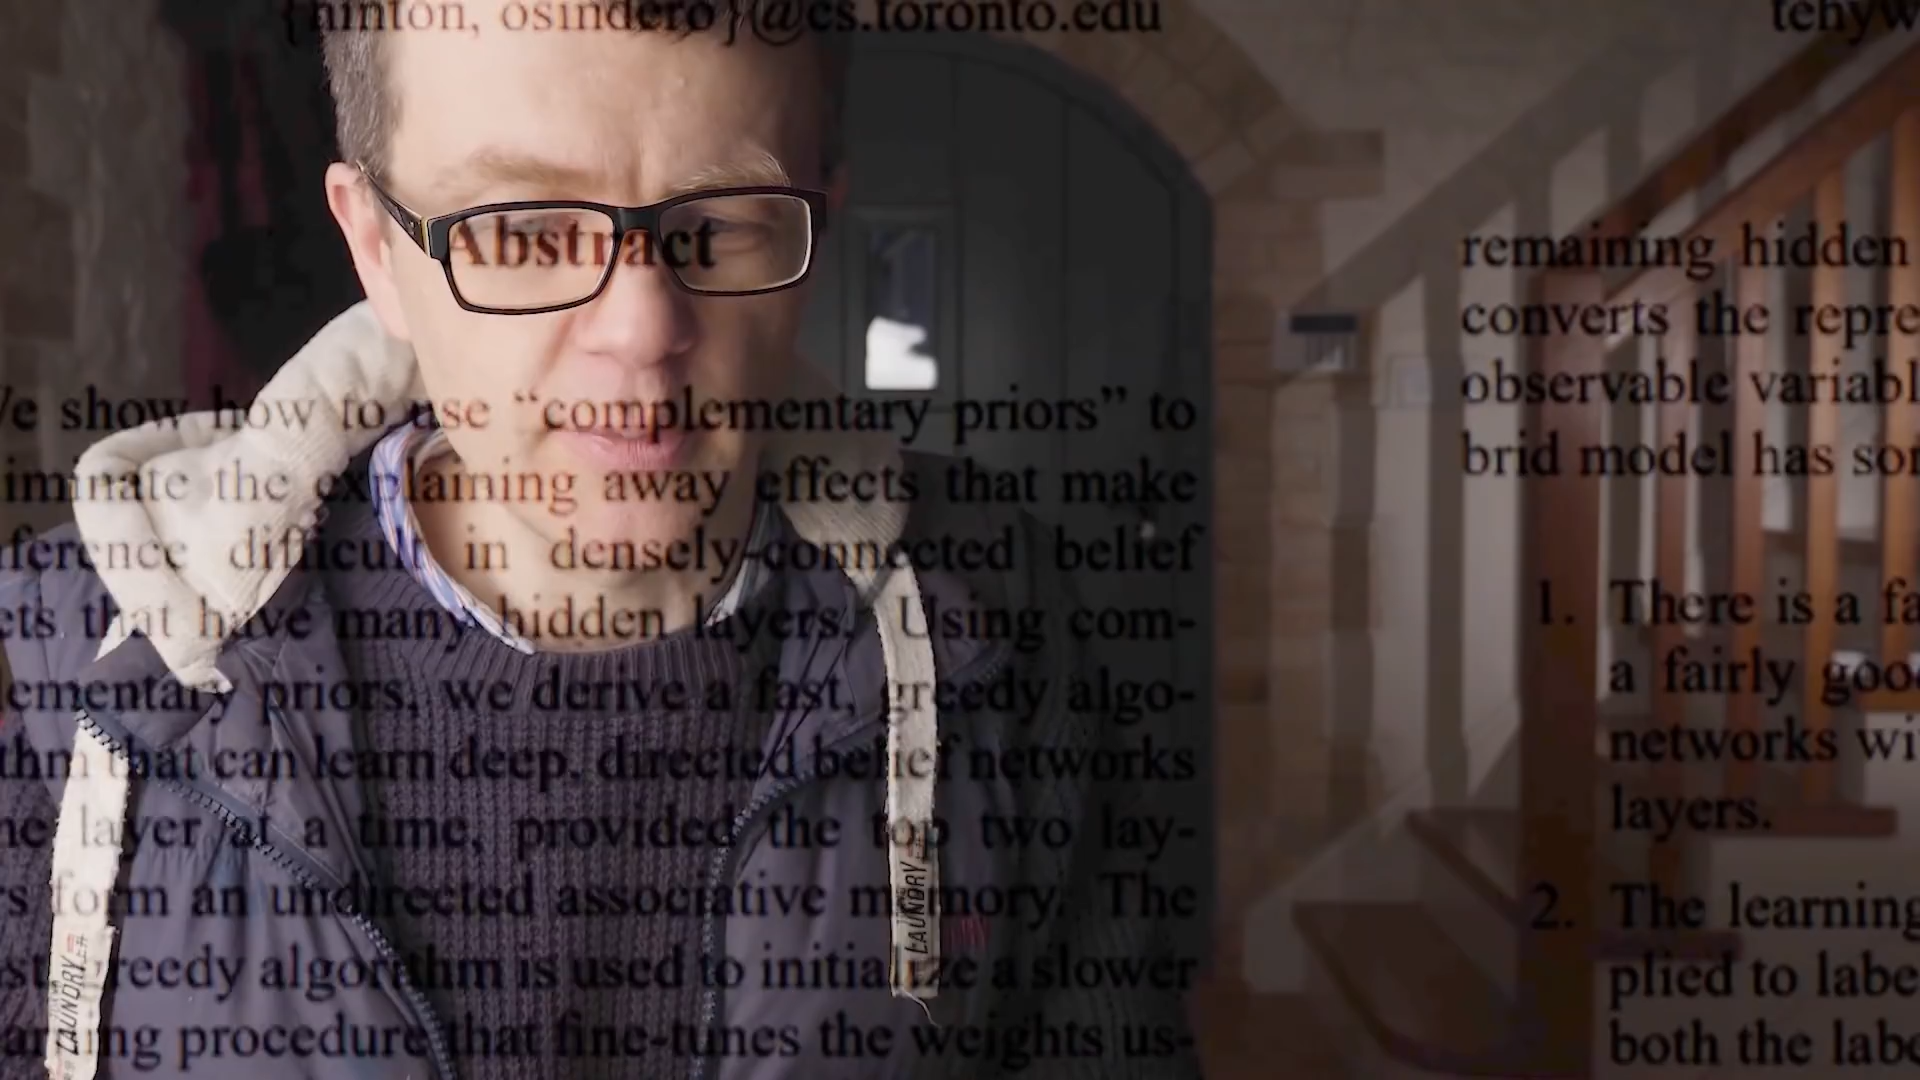 {hinton, osindero}@cs.toronto.edu
tehyw
Abstract
We show how to use “complementary priors” to
iminate the explaining away effects that make
ference difficult in densely-connected belief
ets that have many hidden layers. Using com-
lementary priors, we derive a fast, greedy algo-
thm that can learn deep, directed belief networks
ne layer at a time, provided the top two lay-
rs form an undirected associative memory. The
st greedy algorithm is used to initialize a slower
arning procedure that fine-tunes the weights us-
remaining hidden
converts the repre
observable variabl
brid model has so
1. There is a fa
a fairly goo
networks wi
layers.
2. The learning
plied to labe
both the labe
LAUNDRY
LAUNDRY